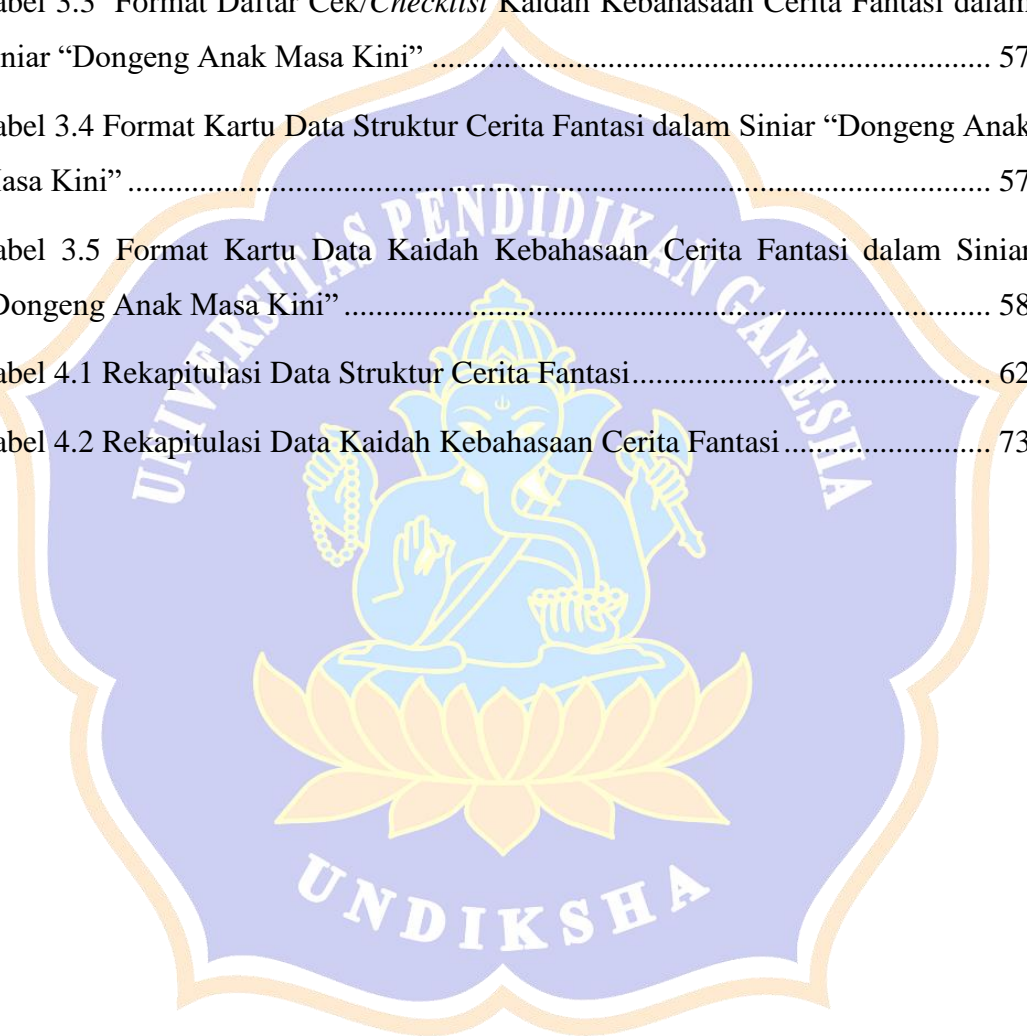 abel 3.3 Format Daftar Cek/Checklist Kaidah Kebahasaan Cerita Fantasi dalam
iniar “Dongeng Anak Masa Kini” ..................................................................... 57
abel 3.4 Format Kartu Data Struktur Cerita Fantasi dalam Siniar “Dongeng Anak
Masa Kini” .......................................................................................................... 57
abel 3.5 Format Kartu Data Kaidah Kebahasaan Cerita Fantasi dalam Siniar
Dongeng Anak Masa Kini” ................................................................................ 58
abel 4.1 Rekapitulasi Data Struktur Cerita Fantasi............................................ 62
abel 4.2 Rekapitulasi Data Kaidah Kebahasaan Cerita Fantasi ......................... 73
UNIVERSITAS PENDIDIKAN GANESHA
UNDIKSHA